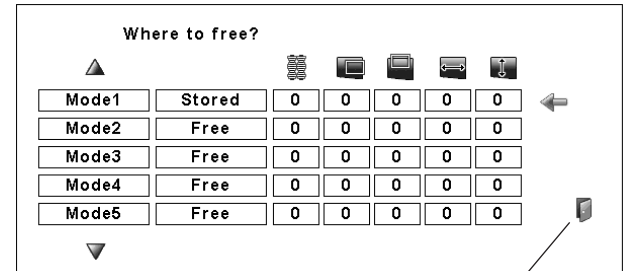 Where to free?
Mode1 Stored 0 0 0 0 0
Mode2 Free 0 0 0 0 0
Mode3 Free 0 0 0 0 0
Mode4 Free 0 0 0 0 0
Mode5 Free 0 0 0 0 0